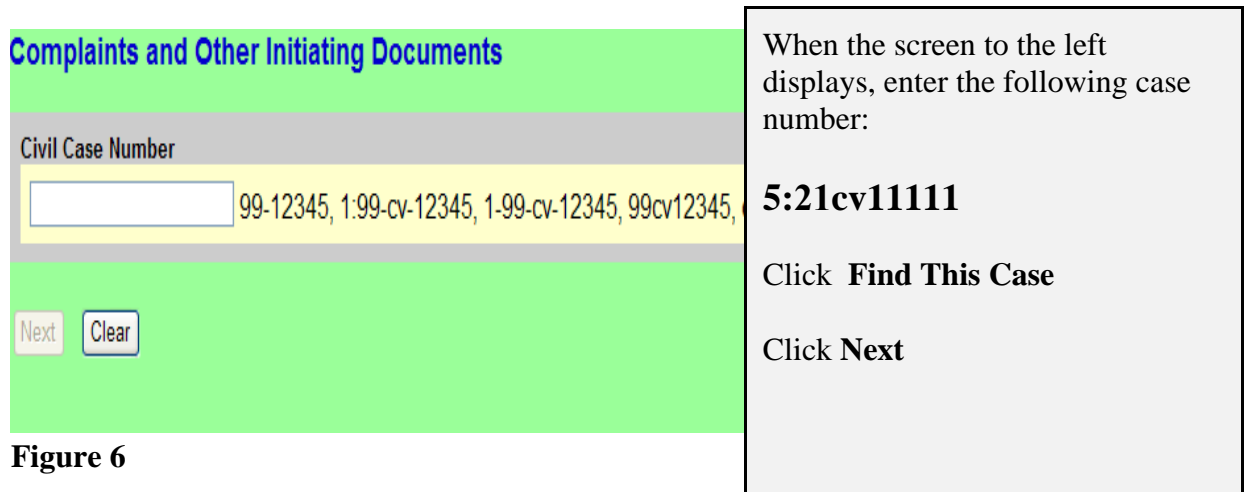 Complaints and Other Initiating Documents
Civil Case Number
99-12345, 1:99-cv-12345, 1-99-cv-12345, 99cv12345,
Next Clear
Figure 6
When the screen to the left
displays, enter the following case
number:
5:21cv11111
Click Find This Case
Click Next